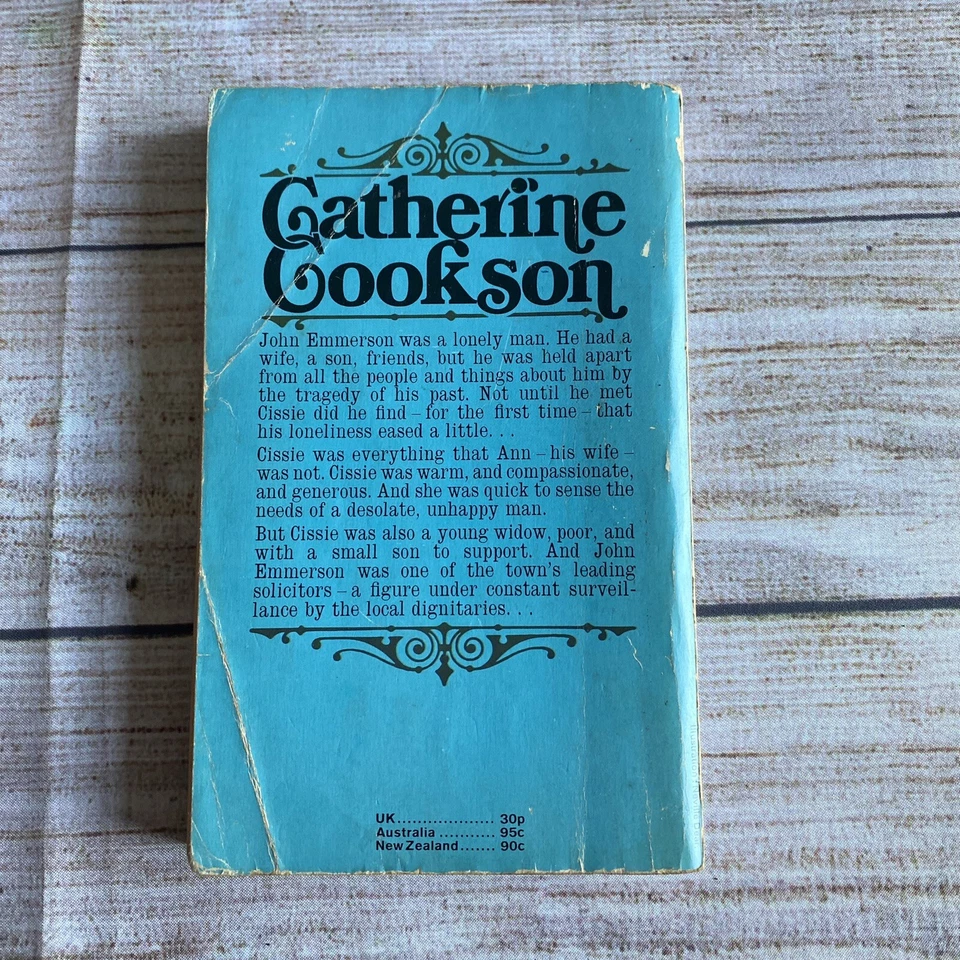 Catherine
Cookson
John Emmerson was a lonely man. He had a
wife, a son, friends, but he was held apart
from all the people and things about him by
the tragedy of his past. Not until he met
Cissie did he find – for the first time – that
his loneliness eased a little. . .
Cissie was everything that Ann – his wife –
was not. Cissie was warm, and compassionate,
and generous. And she was quick to sense the
needs of a desolate, unhappy man.
But Cissie was also a young widow, poor, and
with a small son to support. And John
Emmerson was one of the town's leading
solicitors – a figure under constant surveil-
lance by the local dignitaries. . .
UK................... 30p
Australia ........... 95c
New Zealand....... 90c